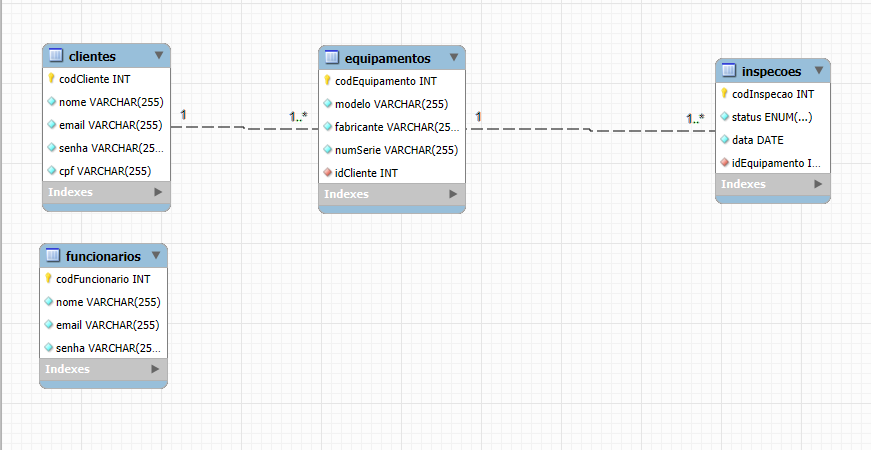 clientes
codCliente INT
nome VARCHAR(255)
email VARCHAR(255)
senha VARCHAR(25...
cpf VARCHAR(255)
Indexes
1
1..*
equipamentos
codEquipamento INT
modelo VARCHAR(255)
fabricante VARCHAR(25...
numSerie VARCHAR(255)
idCliente INT
Indexes
1
1..*
inspecoes
codInspecao INT
status ENUM(...)
data DATE
idEquipamento I...
Indexes
funcionarios
codFuncionario INT
nome VARCHAR(255)
email VARCHAR(255)
senha VARCHAR(25...
Indexes